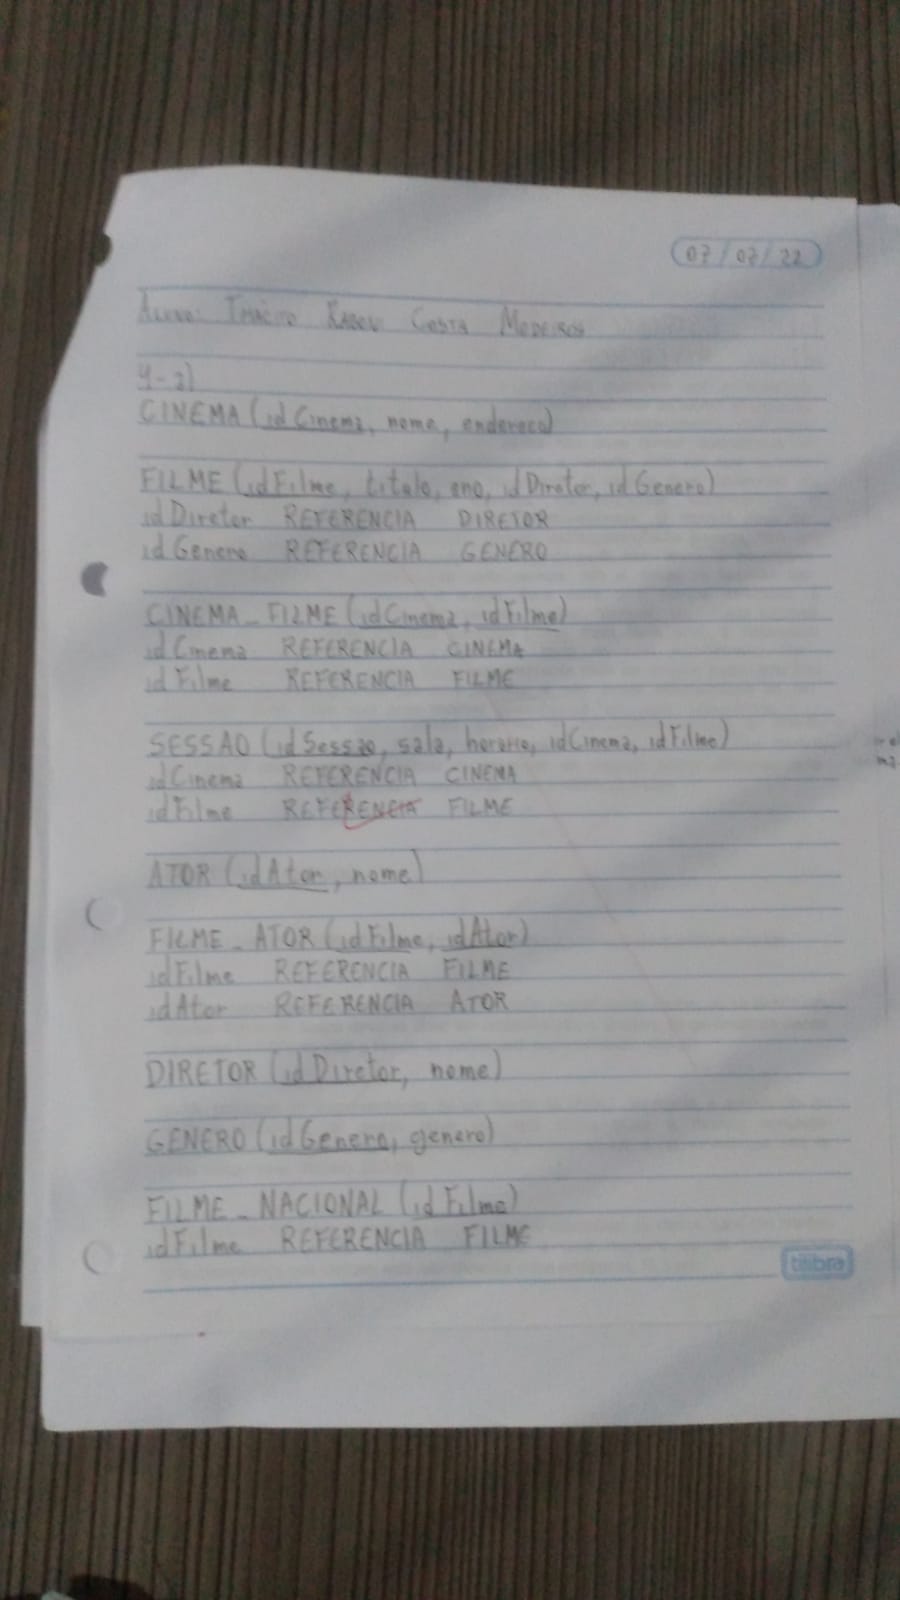 07/07/22
Aluno: Costa Medeiros
4-a)
CINEMA (idCinema, nome, endereco)
FILME (idFilme, titulo, ano, idDiretor, idGenero)
idDiretor REFERENCIA DIRETOR
idGenero REFERENCIA GENERO
CINEMA_FILME (idCinema, idFilme)
idCinema REFERENCIA CINEMA
idFilme REFERENCIA FILME
SESSAO (idSessao, sala, horario, idCinema, idFilme)
idCinema REFERENCIA CINEMA
idFilme REFERENCIA FILME
ATOR (idAtor, nome)
FILME_ATOR (idFilme, idAtor)
idFilme REFERENCIA FILME
idAtor REFERENCIA ATOR
DIRETOR (idDiretor, nome)
GENERO (idGenero, genero)
FILME_NACIONAL (idFilme)
idFilme REFERENCIA FILME
tilibra